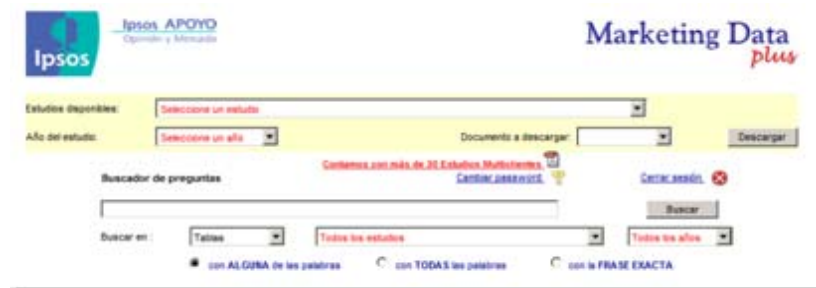 Ipsos
Ipsos APOYO
Opinión y Mercado
Marketing Data
plus
Estudios disponibles: Seleccione un estudio
Año del estudio: Seleccione un año Documento a descargar: Descargar
Contamos con más de 30 Estudios Multiclientes
Buscador de preguntas Cambiar password Cerrar sesión
Buscar
Buscar en : Tablas Todos los estudios Todos los años
con ALGUNA de las palabras con TODAS las palabras con la FRASE EXACTA